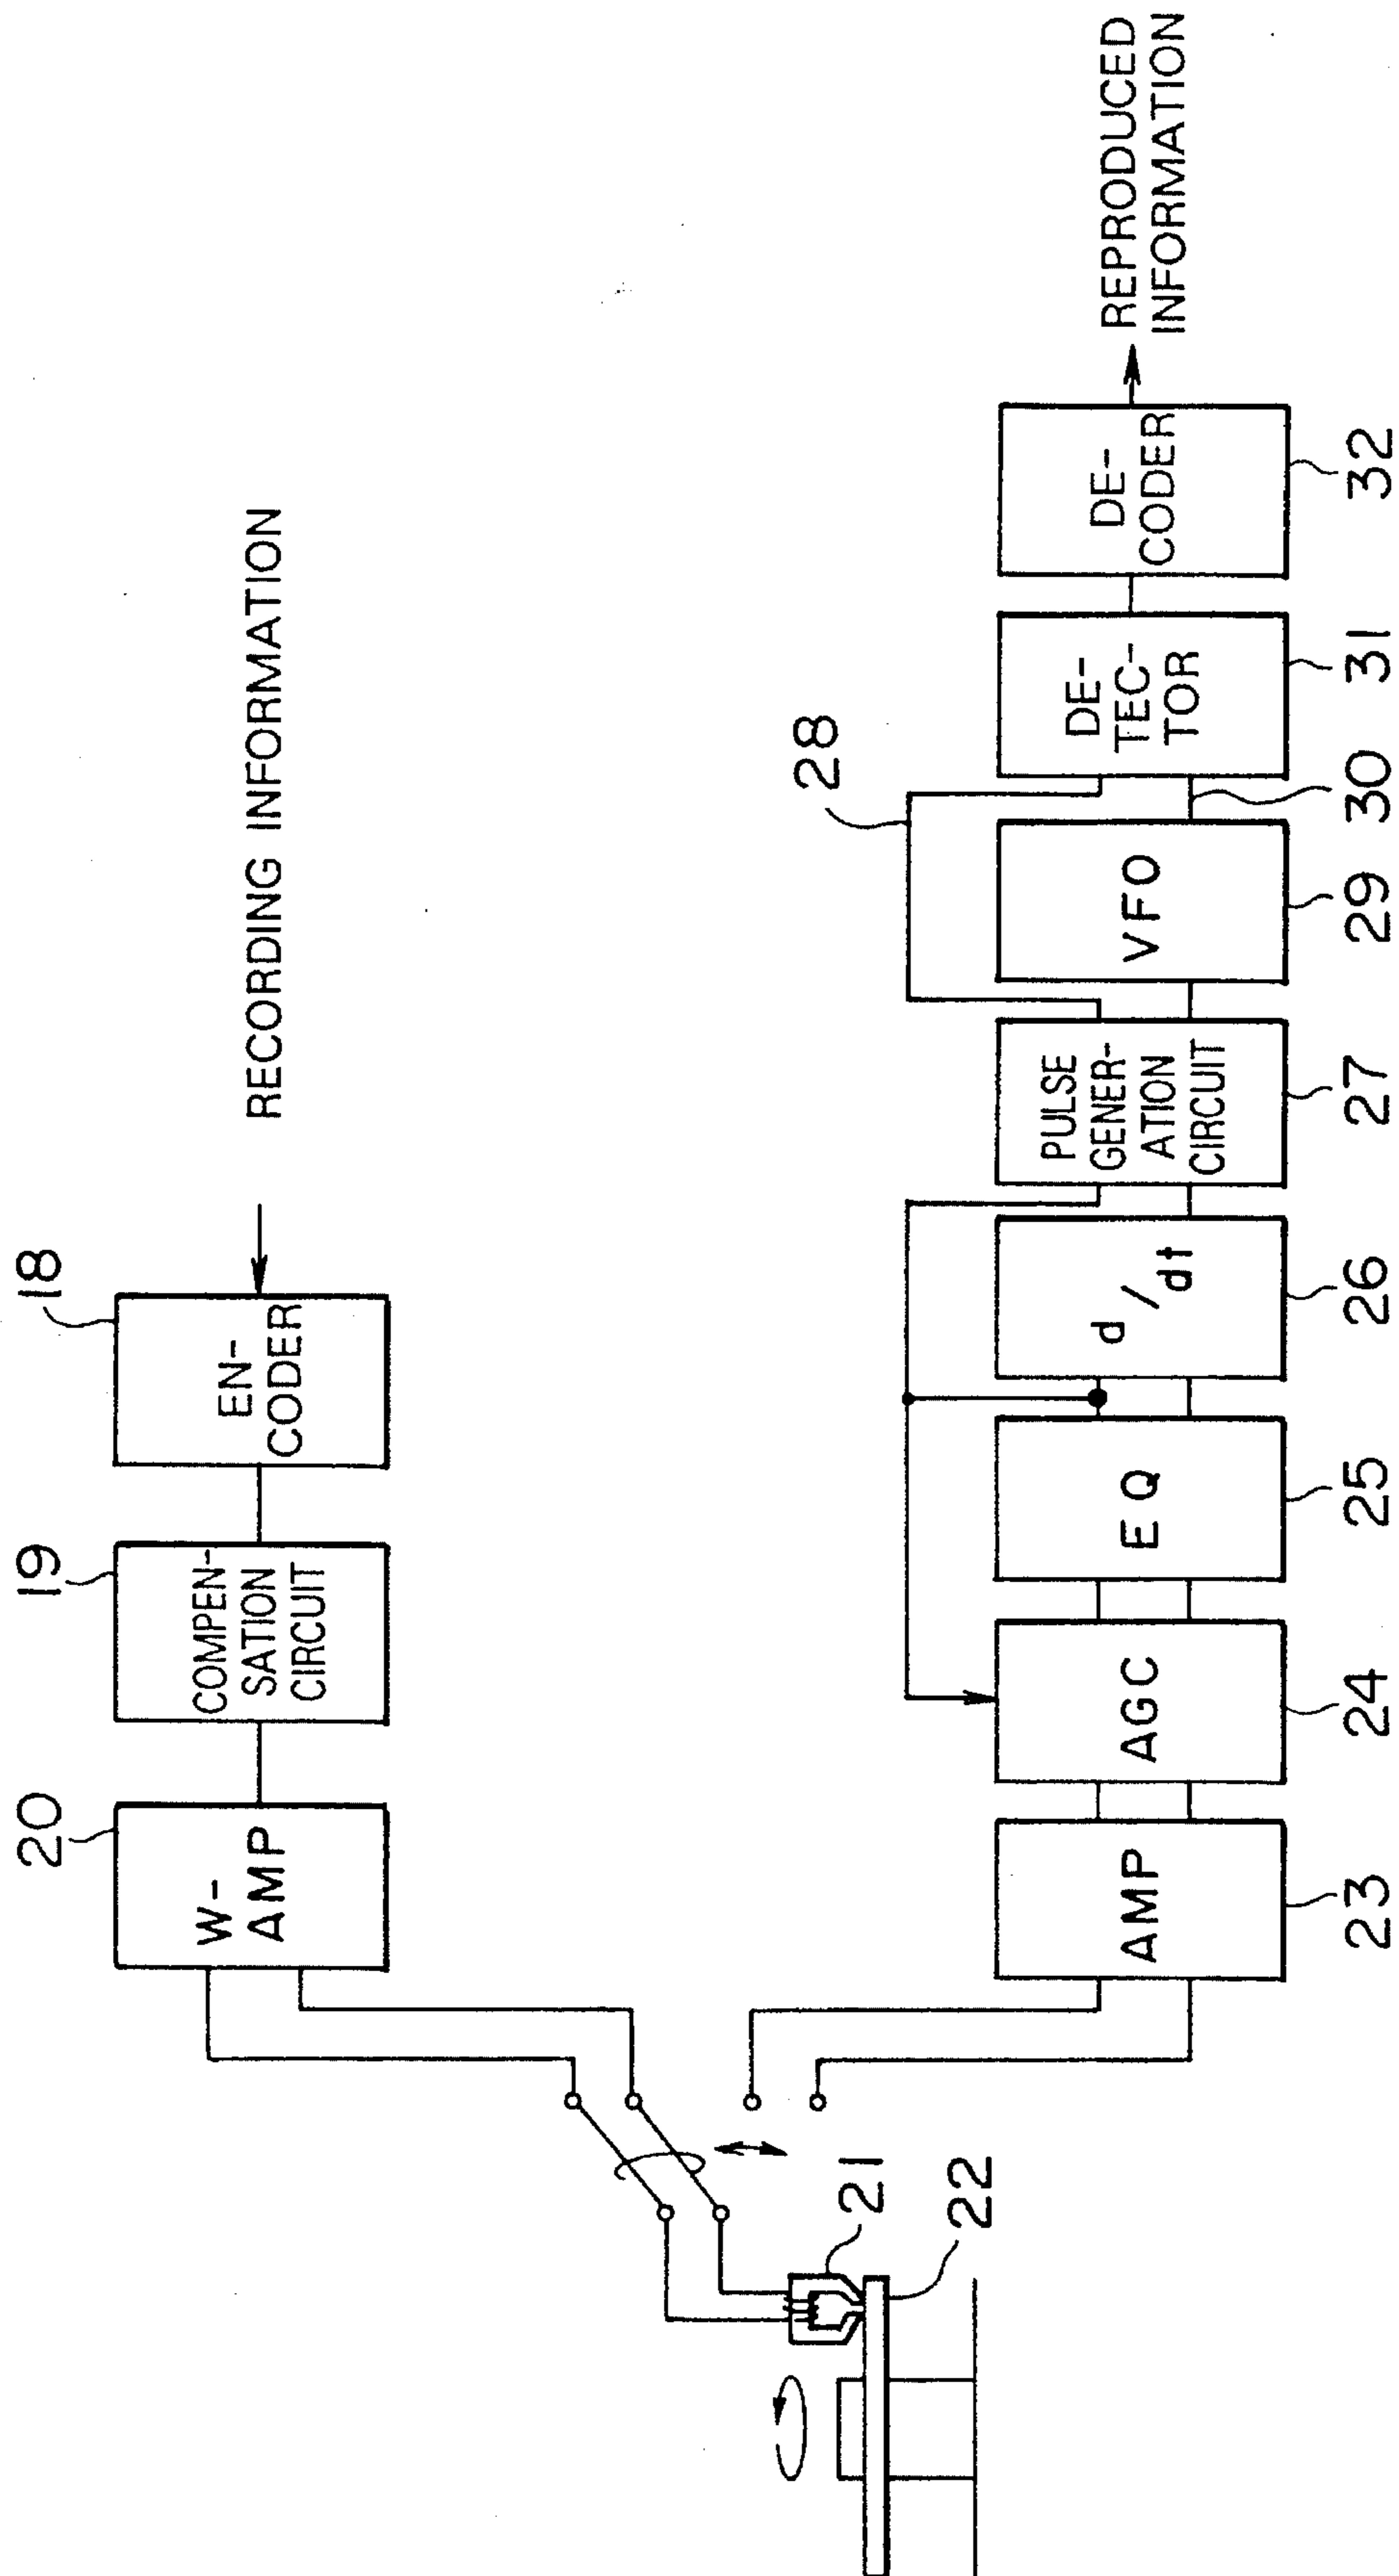 RECORDING INFORMATION
18
EN-
CODER
19
COMPEN-
SATION
CIRCUIT
20
W-
AMP
21
22
AMP
23
AGC
24
EQ
25
d/dt
26
PULSE
GENER-
ATION
CIRCUIT
27
28
VFO
29
30
DE-
TEC-
TOR
31
DE-
CODER
32
REPRODUCED
INFORMATION